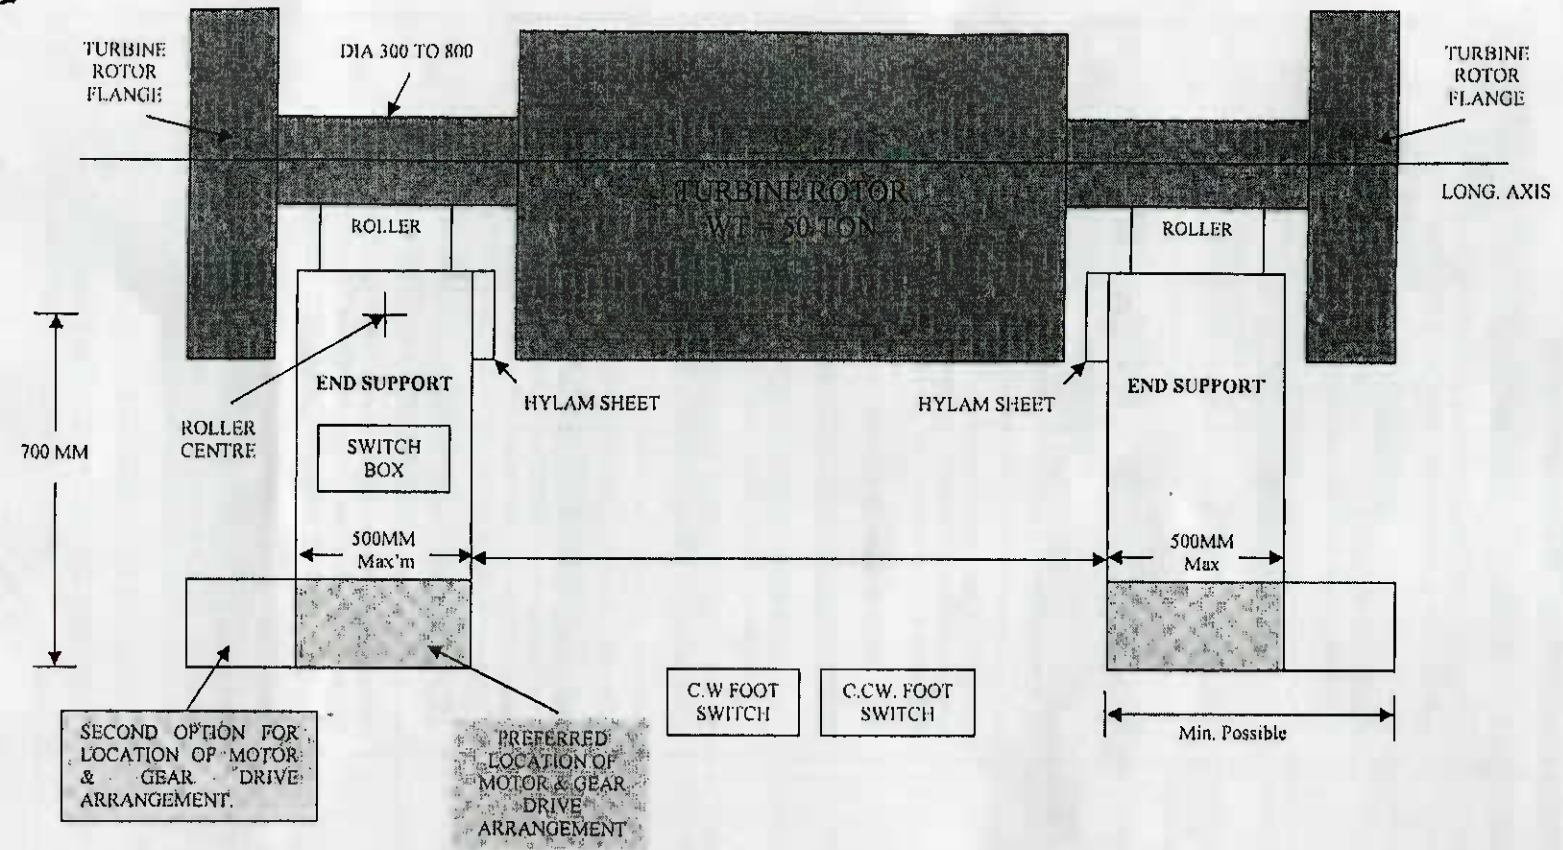 TURBINE
ROTOR
FLANGE
DIA 300 TO 800
TURBINE
ROTOR
FLANGE
TURBINE ROTOR
WT = 50 TON
LONG. AXIS
ROLLER
ROLLER
END SUPPORT
END SUPPORT
HYLAM SHEET
HYLAM SHEET
ROLLER
CENTRE
700 MM
SWITCH
BOX
500MM
Max'm
500MM
Max
C.W FOOT
SWITCH
C.CW. FOOT
SWITCH
Min. Possible
SECOND OPTION FOR
LOCATION OF MOTOR
& GEAR DRIVE
ARRANGEMENT.
PREFERRED
LOCATION OF
MOTOR & GEAR
DRIVE
ARRANGEMENT